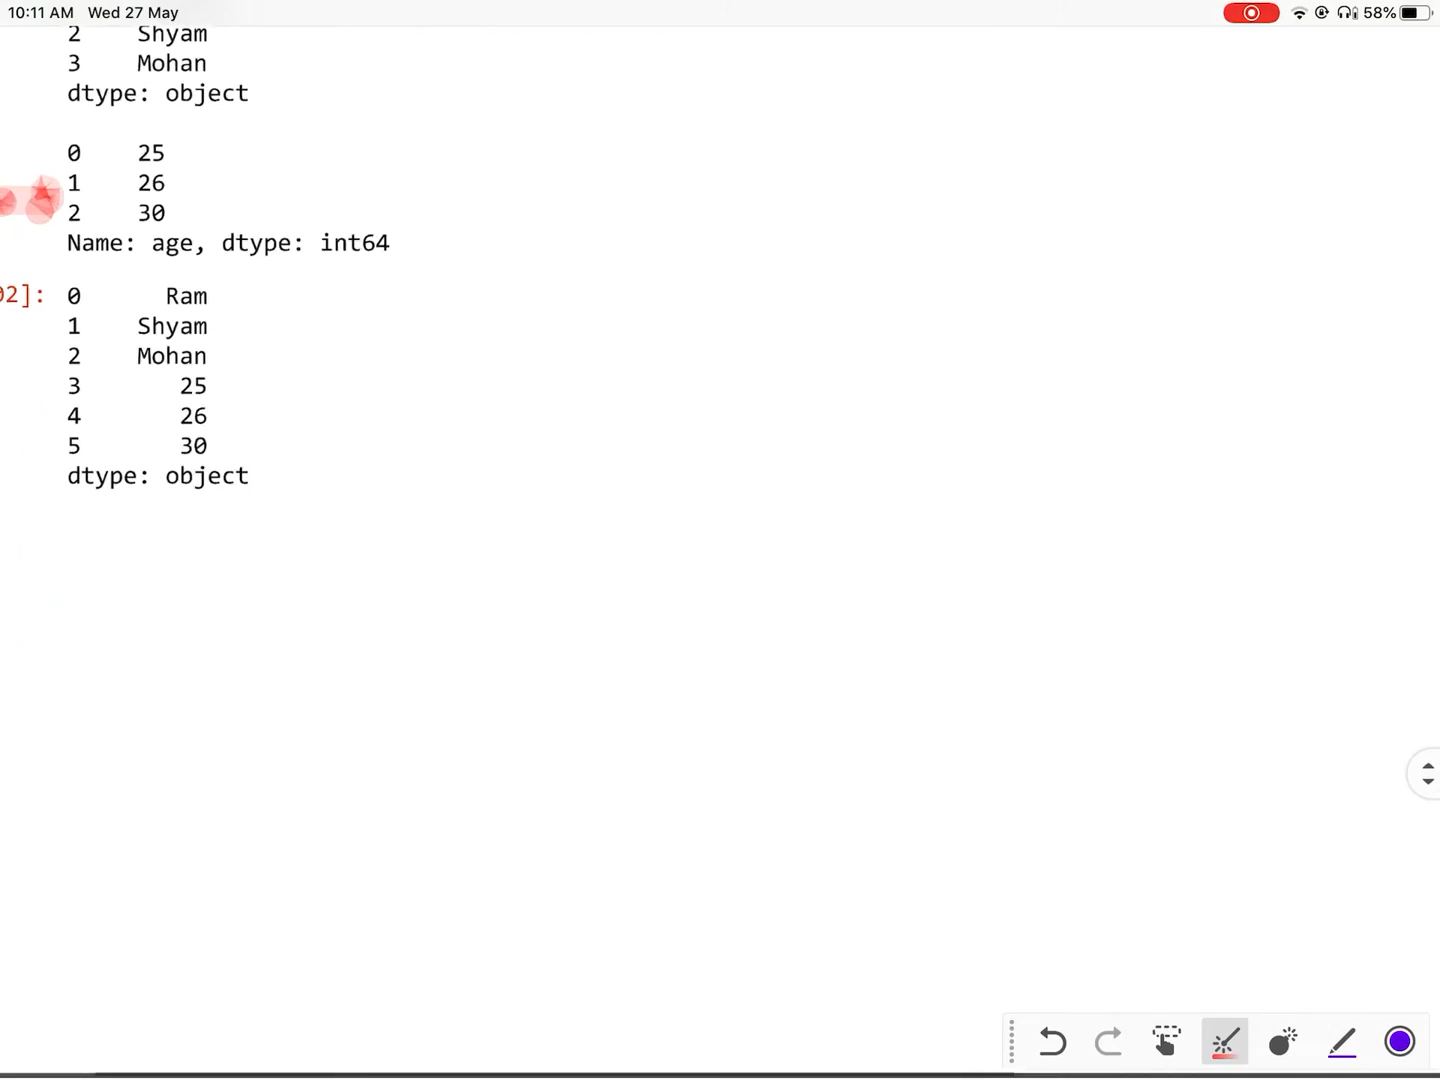 10:11 AM Wed 27 May
58%
2 Shyam
3 Mohan
dtype: object
0 25
1 26
2 30
Name: age, dtype: int64
02]: 0 Ram
1 Shyam
2 Mohan
3 25
4 26
5 30
dtype: object